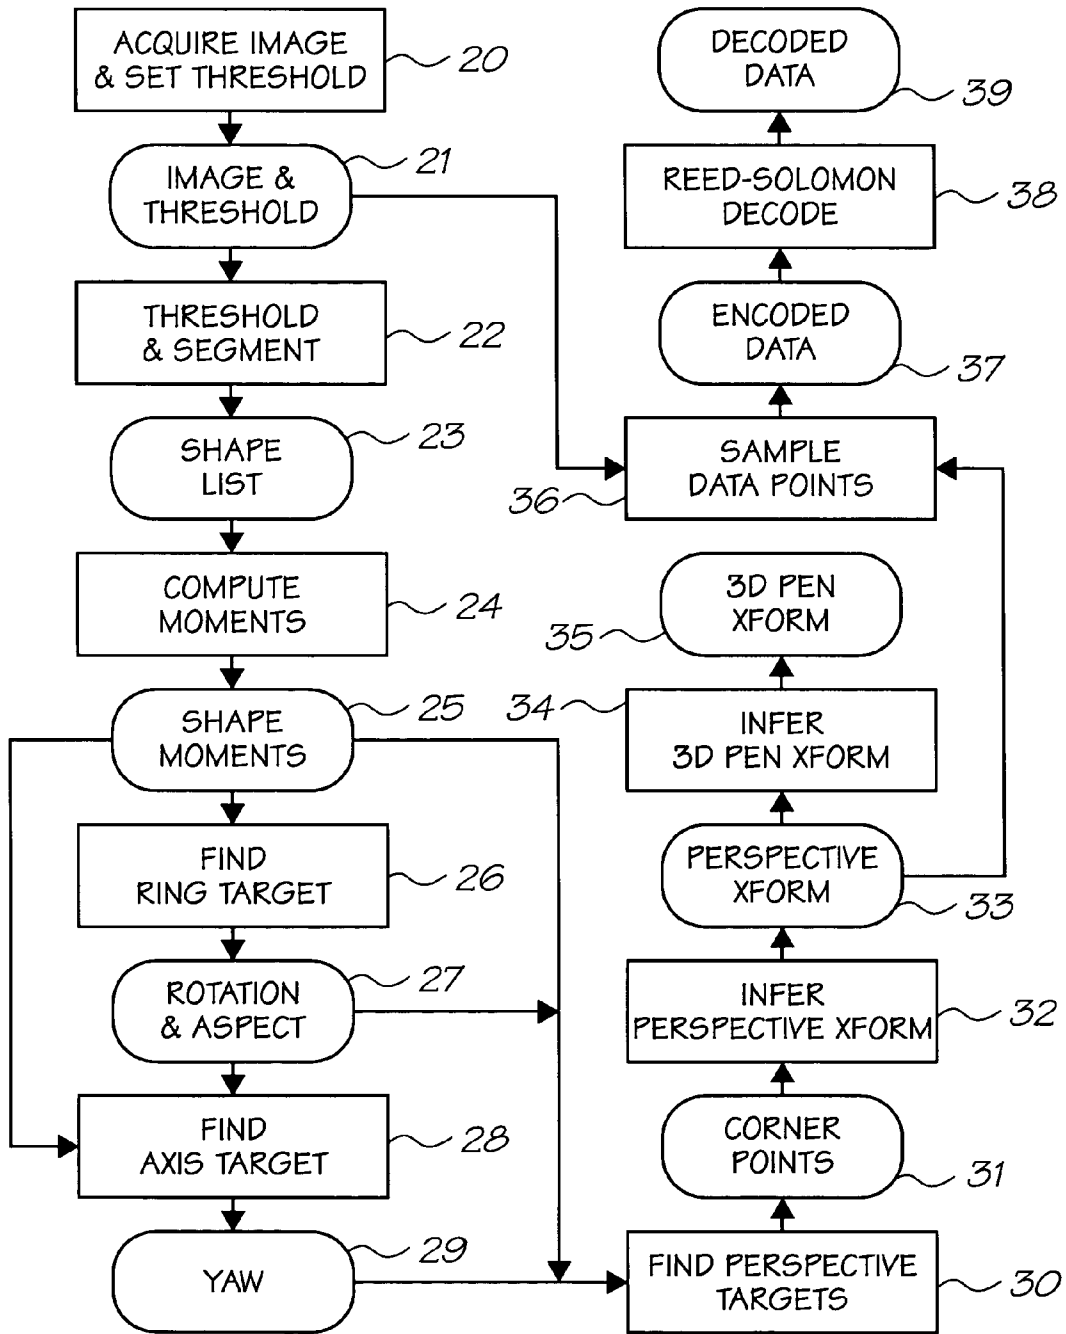 ACQUIRE IMAGE
& SET THRESHOLD
20
IMAGE &
THRESHOLD
21
THRESHOLD
& SEGMENT
22
SHAPE
LIST
23
COMPUTE
MOMENTS
24
SHAPE
MOMENTS
25
FIND
RING TARGET
26
ROTATION
& ASPECT
27
FIND
AXIS TARGET
28
YAW
29
DECODED
DATA
39
REED-SOLOMON
DECODE
38
ENCODED
DATA
37
SAMPLE
DATA POINTS
36
3D PEN
XFORM
35
34
INFER
3D PEN XFORM
PERSPECTIVE
XFORM
33
INFER
PERSPECTIVE XFORM
32
CORNER
POINTS
31
FIND PERSPECTIVE
TARGETS
30